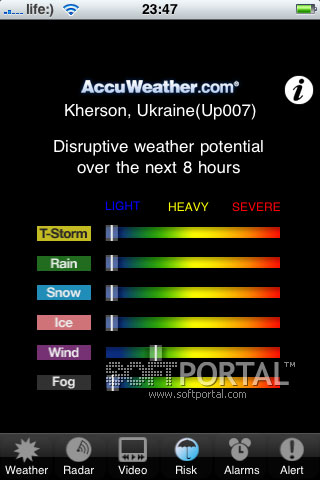 life:)
23:47
AccuWeather.com®
Kherson, Ukraine(Up007)
Disruptive weather potential
over the next 8 hours
LIGHT HEAVY SEVERE
T-Storm
Rain
Snow
Ice
Wind
Fog
SOFTPORTAL™
www.softportal.com
Weather Radar Video Risk Alarms Alert